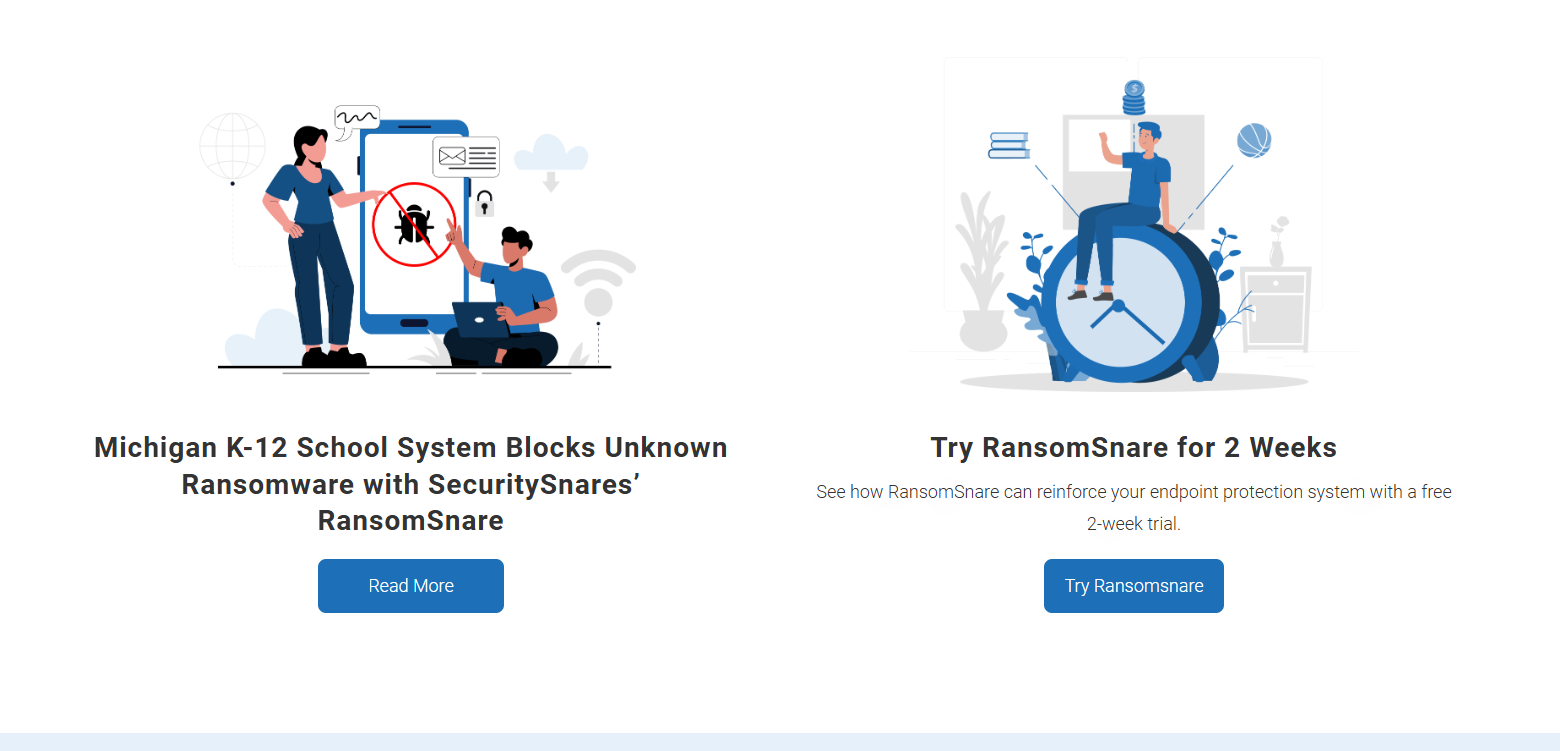 Michigan K-12 School System Blocks Unknown
Ransomware with SecuritySnares’
RansomSnare
Read More
$
Try RansomSnare for 2 Weeks
See how RansomSnare can reinforce your endpoint protection system with a free
2-week trial.
Try Ransomsnare